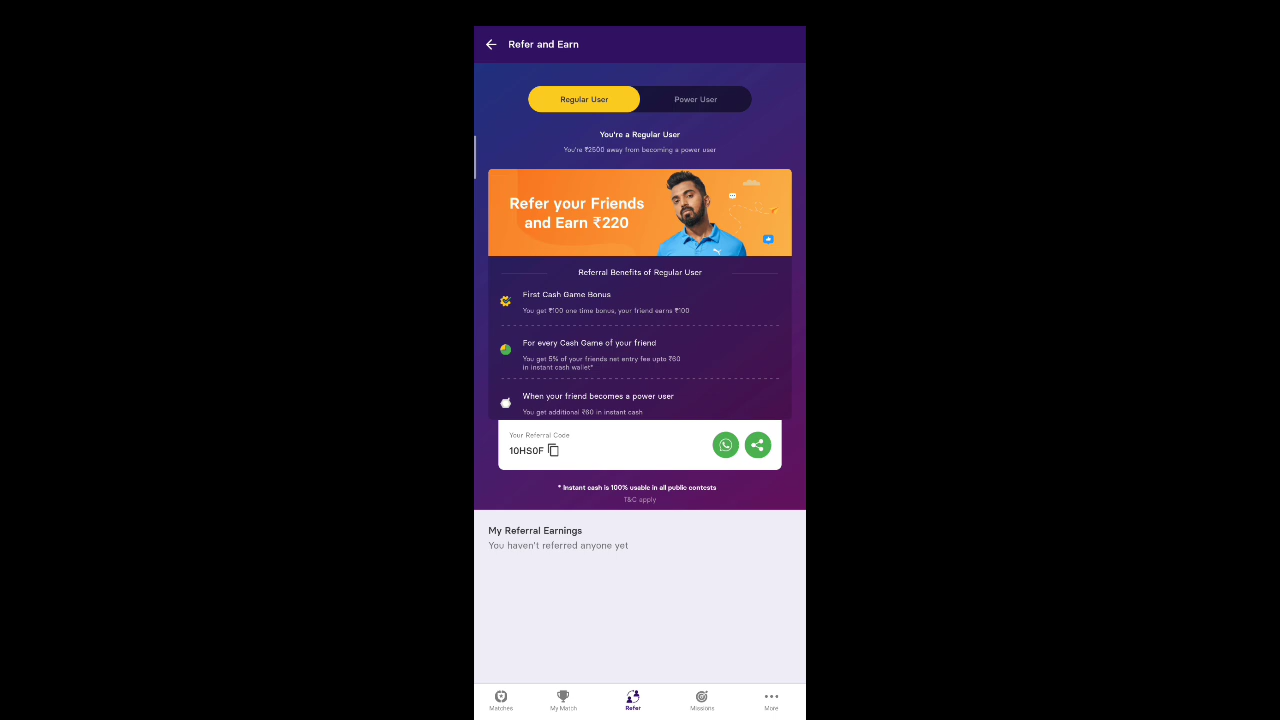 Refer and Earn
Regular User
Power User
You're a Regular User
You're ₹2500 away from becoming a power user
Refer your Friends
and Earn ₹220
Referral Benefits of Regular User
First Cash Game Bonus
You get ₹100 one time bonus, your friend earns ₹100
For every Cash Game of your friend
You get 5% of your friends net entry fee upto ₹60
in instant cash wallet*
When your friend becomes a power user
You get additional ₹60 in instant cash
Your Referral Code
10HS0F
* Instant cash is 100% usable in all public contests
T&C apply
My Referral Earnings
You haven't referred anyone yet
Matches
My Match
Refer
Missions
More